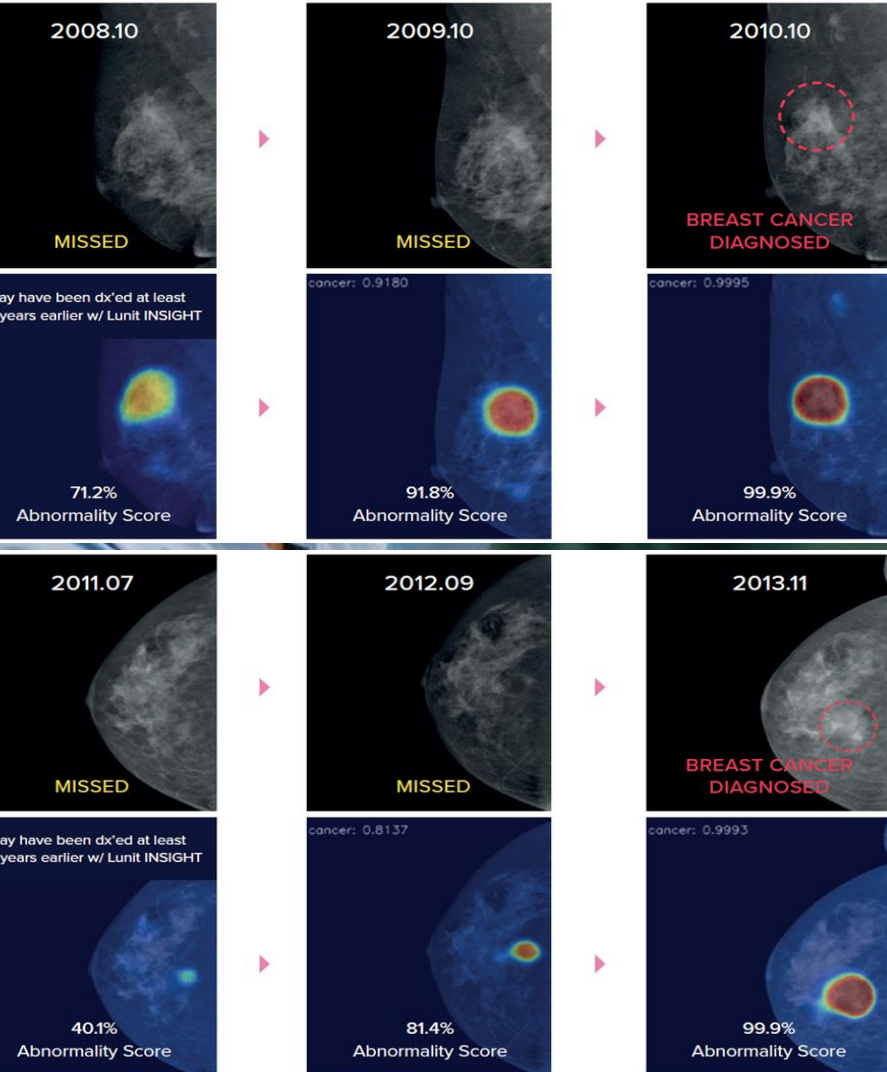 2008.10
2009.10
2010.10
MISSED
MISSED
BREAST CANCER
DIAGNOSED
ay have been dx'ed at least
years earlier w/ Lunit INSIGHT
cancer: 0.9180
cancer: 0.9995
71.2%
Abnormality Score
91.8%
Abnormality Score
99.9%
Abnormality Score
2011.07
2012.09
2013.11
MISSED
MISSED
BREAST CANCER
DIAGNOSED
ay have been dx'ed at least
years earlier w/ Lunit INSIGHT
cancer: 0.8137
cancer: 0.9993
40.1%
Abnormality Score
81.4%
Abnormality Score
99.9%
Abnormality Score